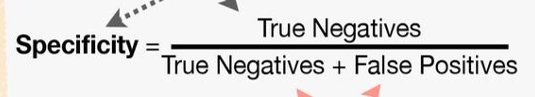 True Negatives
Specificity =
True Negatives + False Positives